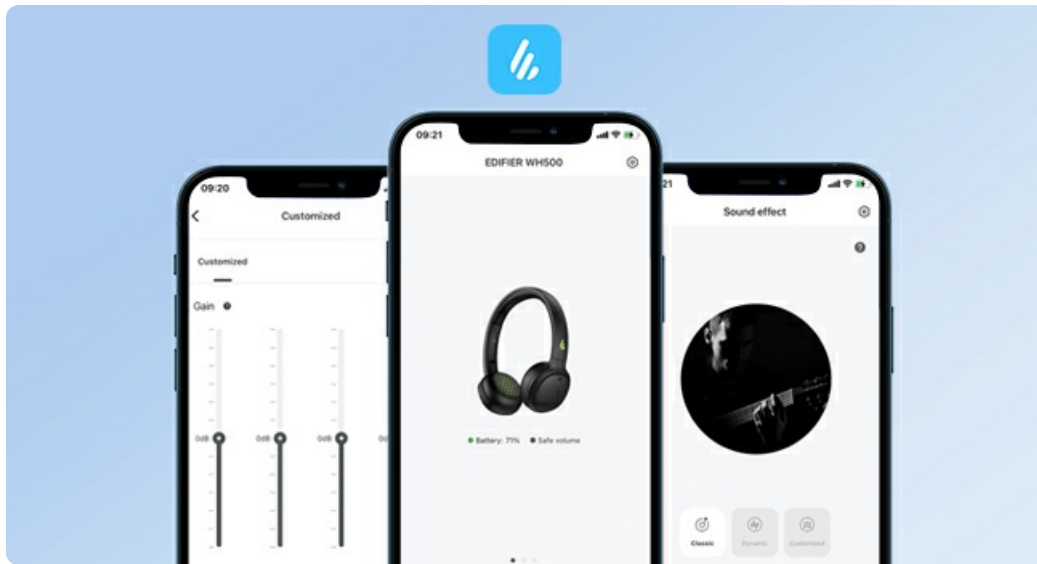 09:20
Customized
Customized
Gain
0dB
0dB
0dB
09:21
EDIFIER WH500
Battery: 71%
Safe volume
21
Sound effect
Classic
Dynamic
Customized